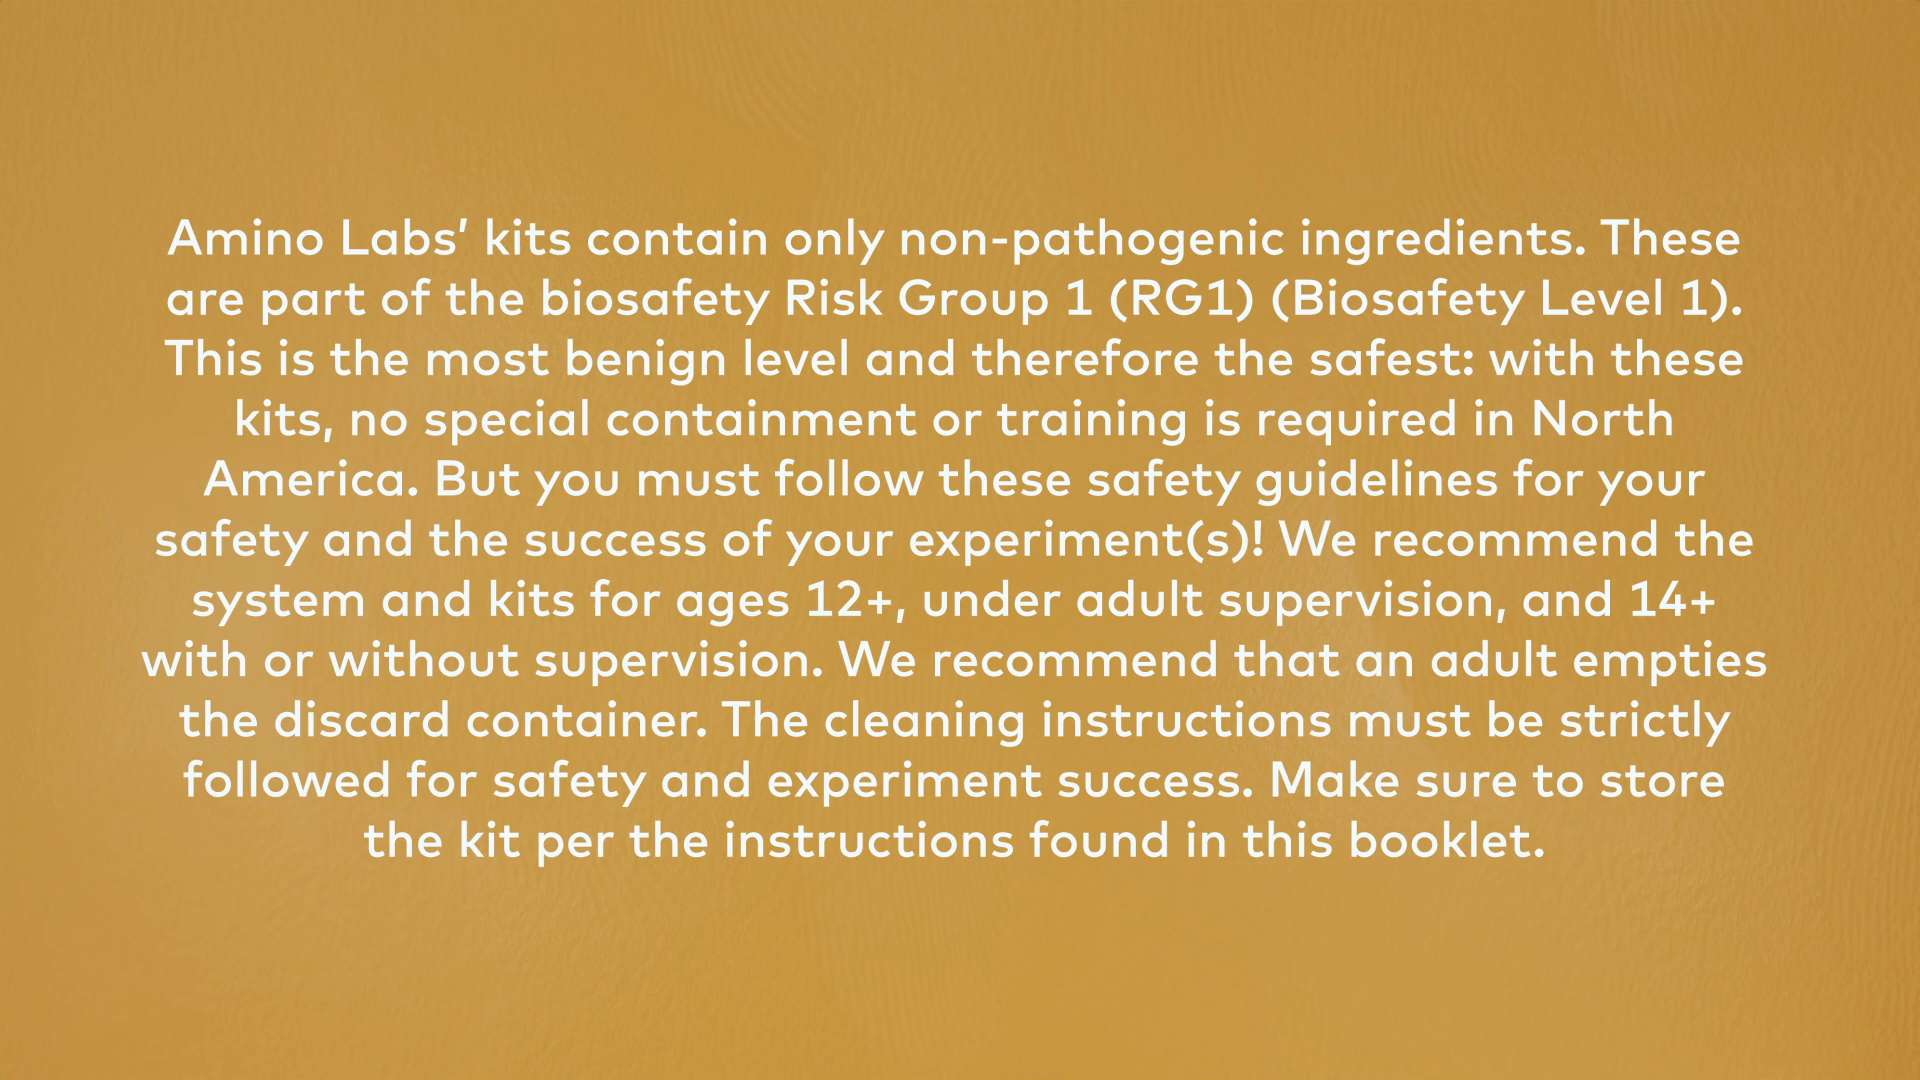 Amino Labs’ kits contain only non-pathogenic ingredients. These
are part of the biosafety Risk Group 1 (RG1) (Biosafety Level 1).
This is the most benign level and therefore the safest: with these
kits, no special containment or training is required in North
America. But you must follow these safety guidelines for your
safety and the success of your experiment(s)! We recommend the
system and kits for ages 12+, under adult supervision, and 14+
with or without supervision. We recommend that an adult empties
the discard container. The cleaning instructions must be strictly
followed for safety and experiment success. Make sure to store
the kit per the instructions found in this booklet.